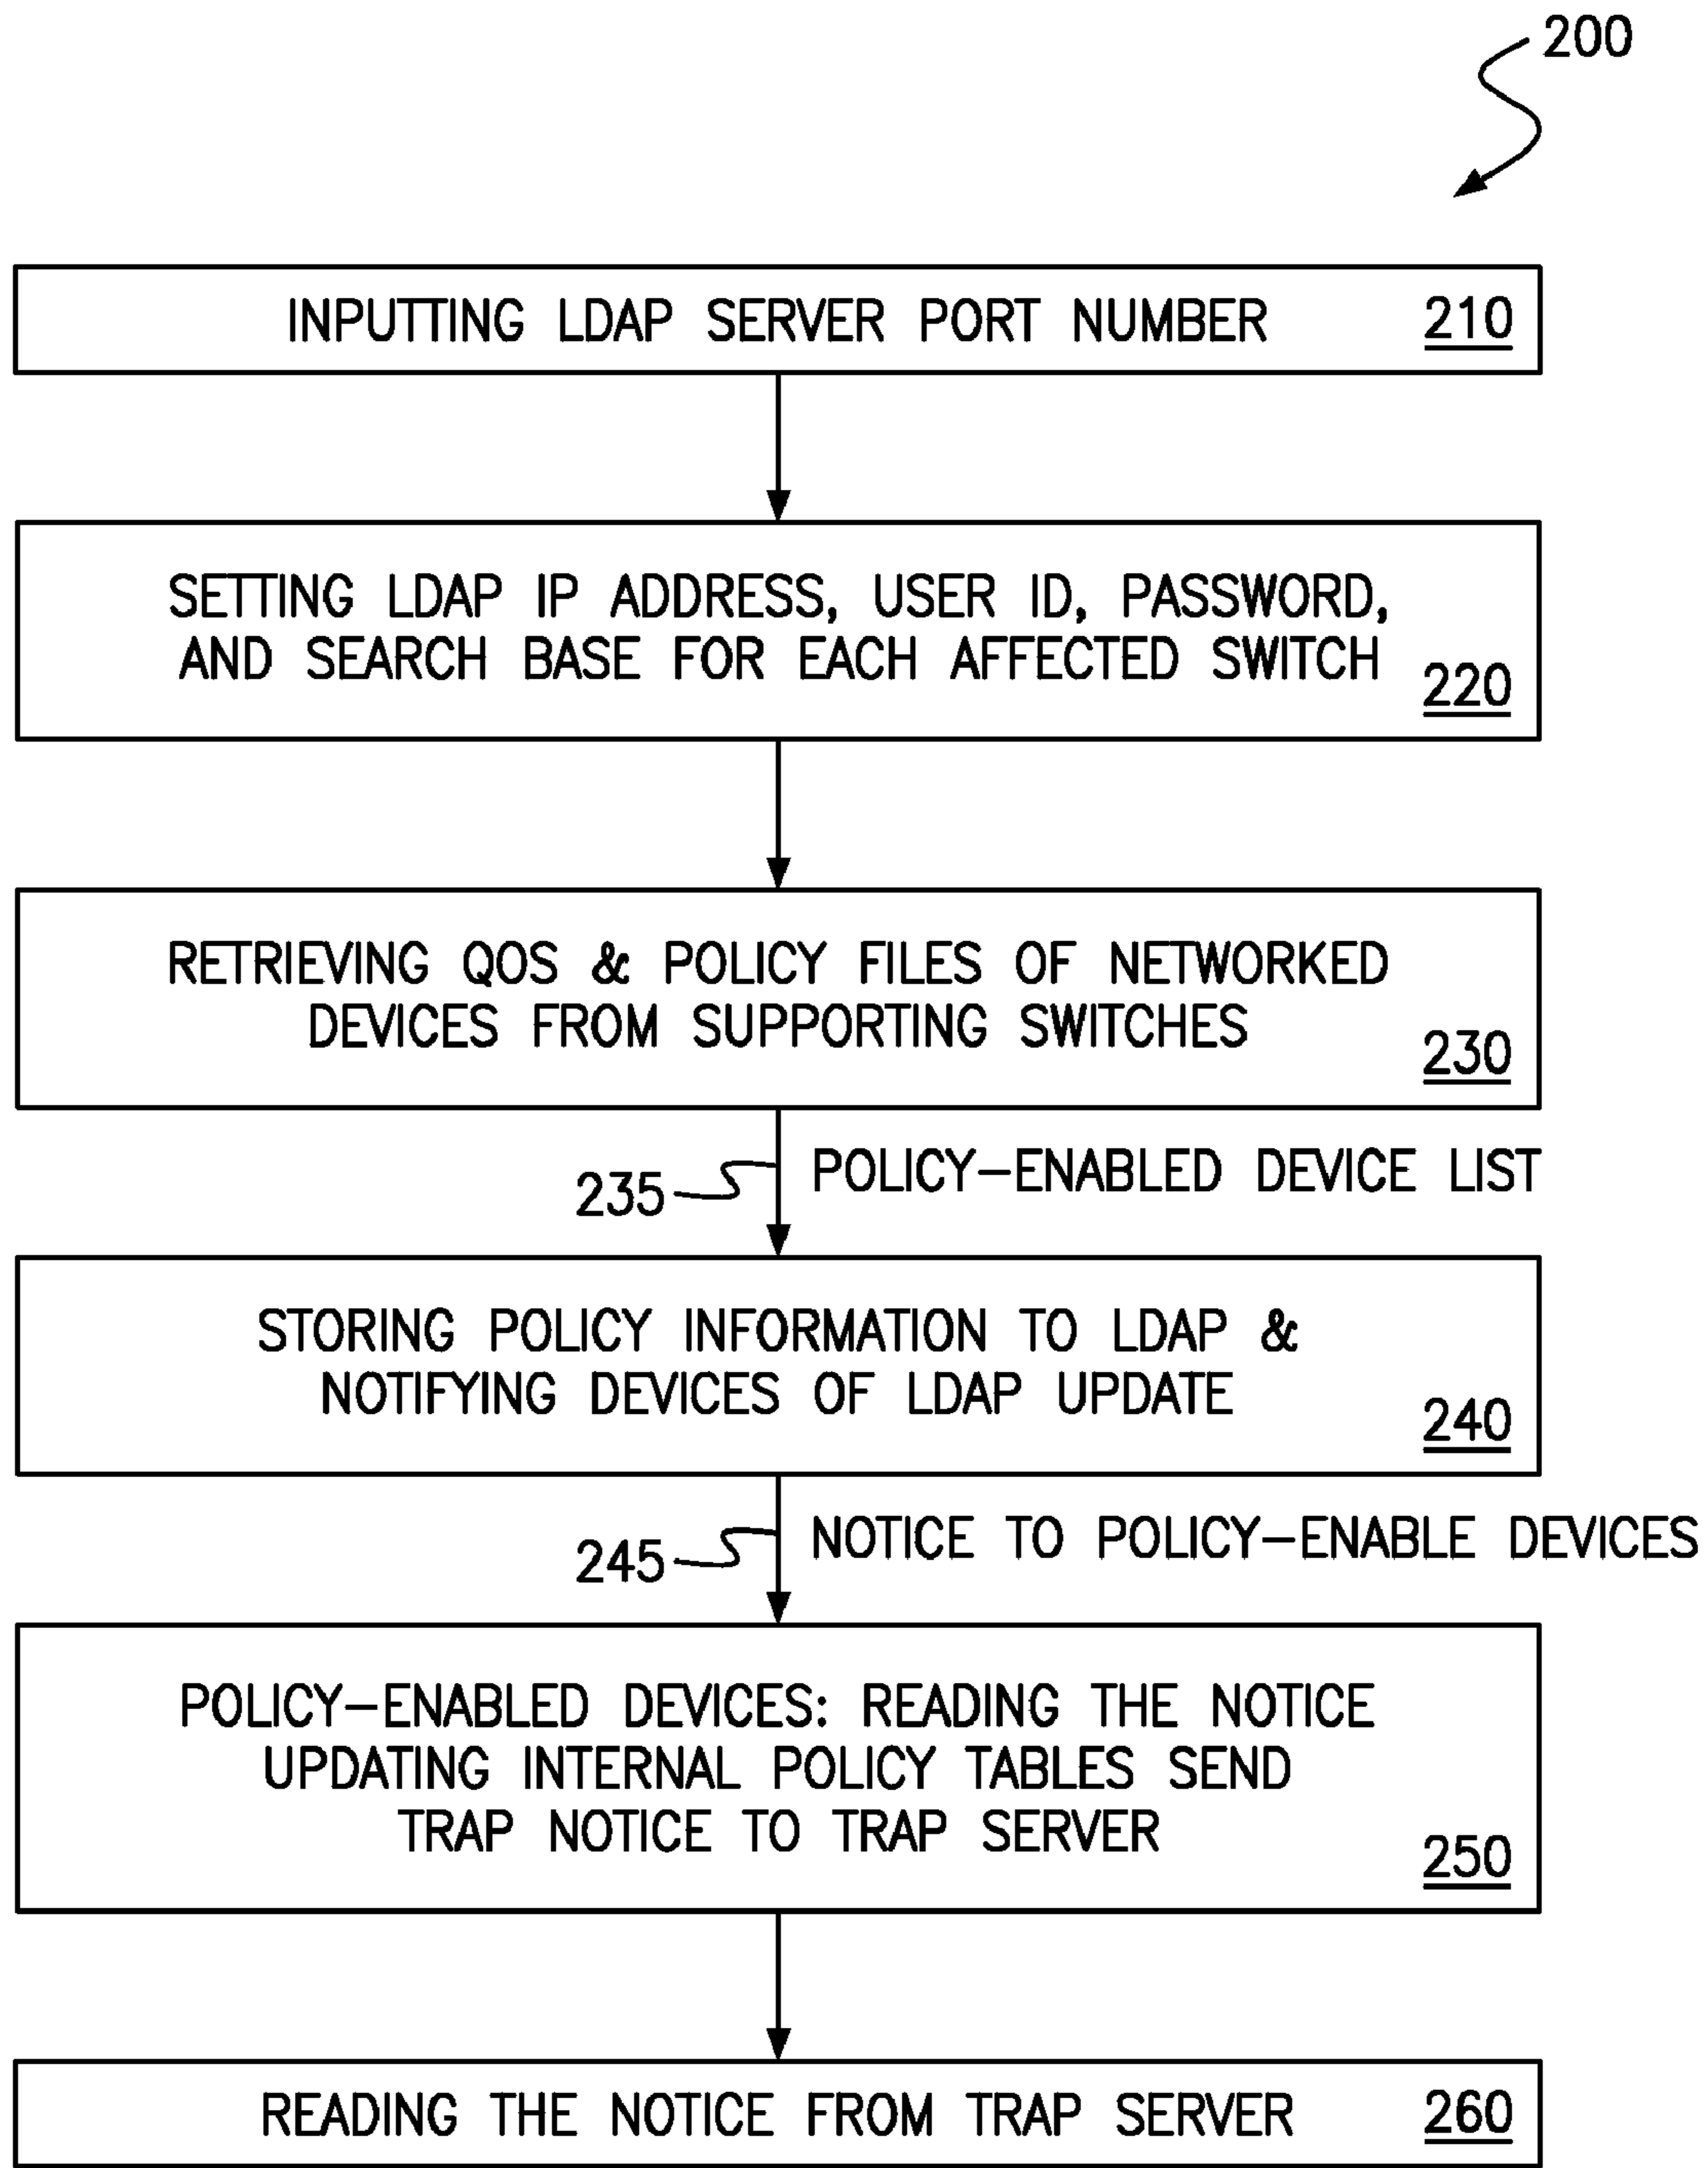 200
INPUTTING LDAP SERVER PORT NUMBER 210
SETTING LDAP IP ADDRESS, USER ID, PASSWORD,
AND SEARCH BASE FOR EACH AFFECTED SWITCH
220
RETRIEVING QOS & POLICY FILES OF NETWORKED
DEVICES FROM SUPPORTING SWITCHES
230
235 POLICY-ENABLED DEVICE LIST
STORING POLICY INFORMATION TO LDAP &
NOTIFYING DEVICES OF LDAP UPDATE
240
245 NOTICE TO POLICY-ENABLE DEVICES
POLICY-ENABLED DEVICES: READING THE NOTICE
UPDATING INTERNAL POLICY TABLES SEND
TRAP NOTICE TO TRAP SERVER
250
READING THE NOTICE FROM TRAP SERVER 260